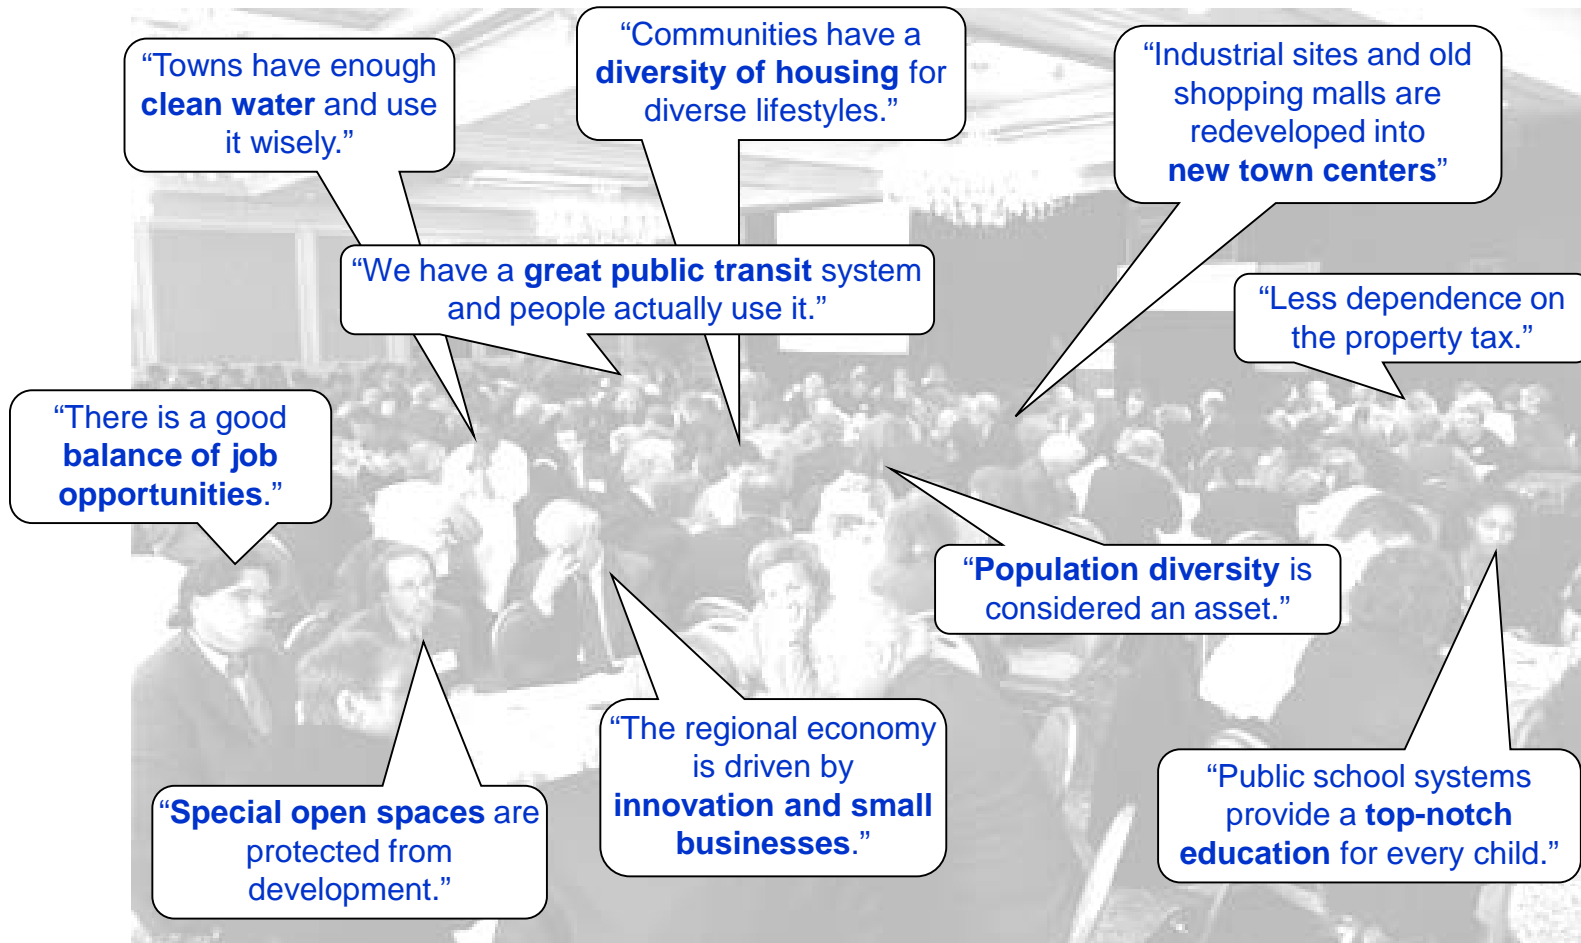 “Towns have enough
clean water and use
it wisely.”
“Communities have a
diversity of housing for
diverse lifestyles.”
“Industrial sites and old
shopping malls are
redeveloped into
new town centers”
“We have a great public transit system
and people actually use it.”
“Less dependence on
the property tax.”
“There is a good
balance of job
opportunities.”
“Population diversity is
considered an asset.”
“The regional economy
is driven by
innovation and small
businesses.”
“Special open spaces are
protected from
development.”
“Public school systems
provide a top-notch
education for every child.”